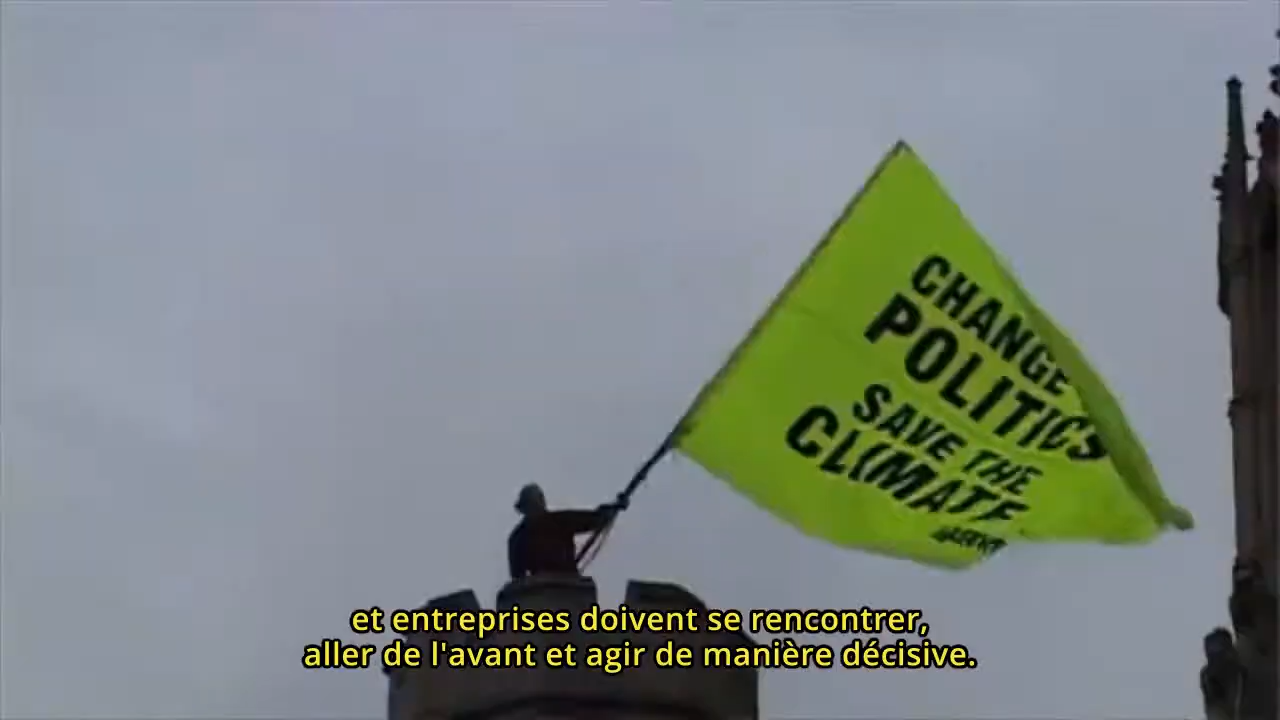 CHANGE
POLITICS
SAVE THE
CLIMATE
et entreprises doivent se rencontrer,
aller de l'avant et agir de manière décisive.